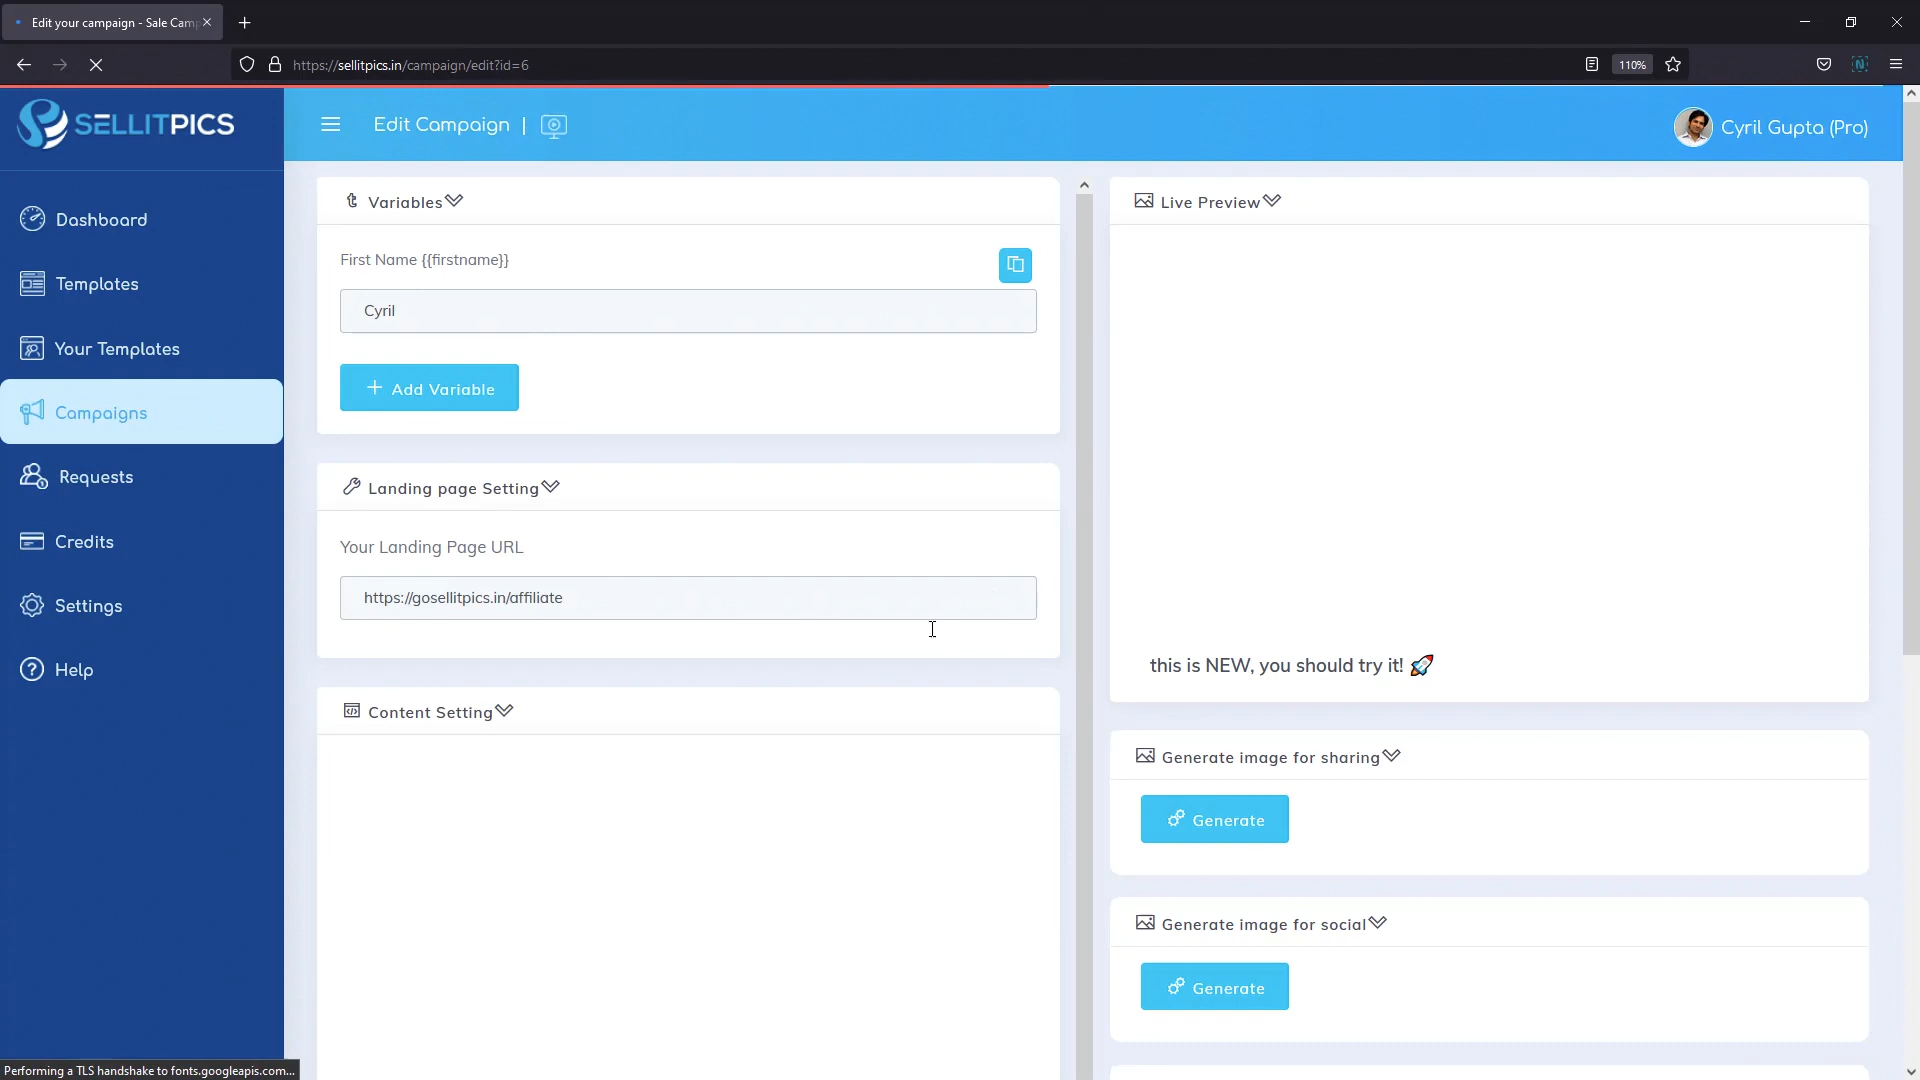 Edit your campaign - Sale Camp
https://sellitpics.in/campaign/edit?id=6
110%
SELLITPICS
Edit Campaign |
Cyril Gupta (Pro)
Dashboard
Templates
Your Templates
Campaigns
Requests
Credits
Settings
Help
Variables
First Name {{firstname}}
Cyril
+ Add Variable
Landing page Setting
Your Landing Page URL
https://gosellitpics.in/affiliate
Content Setting
Live Preview
this is NEW, you should try it! 🚀
Generate image for sharing
Generate
Generate image for social
Generate
Performing a TLS handshake to fonts.googleapis.com...